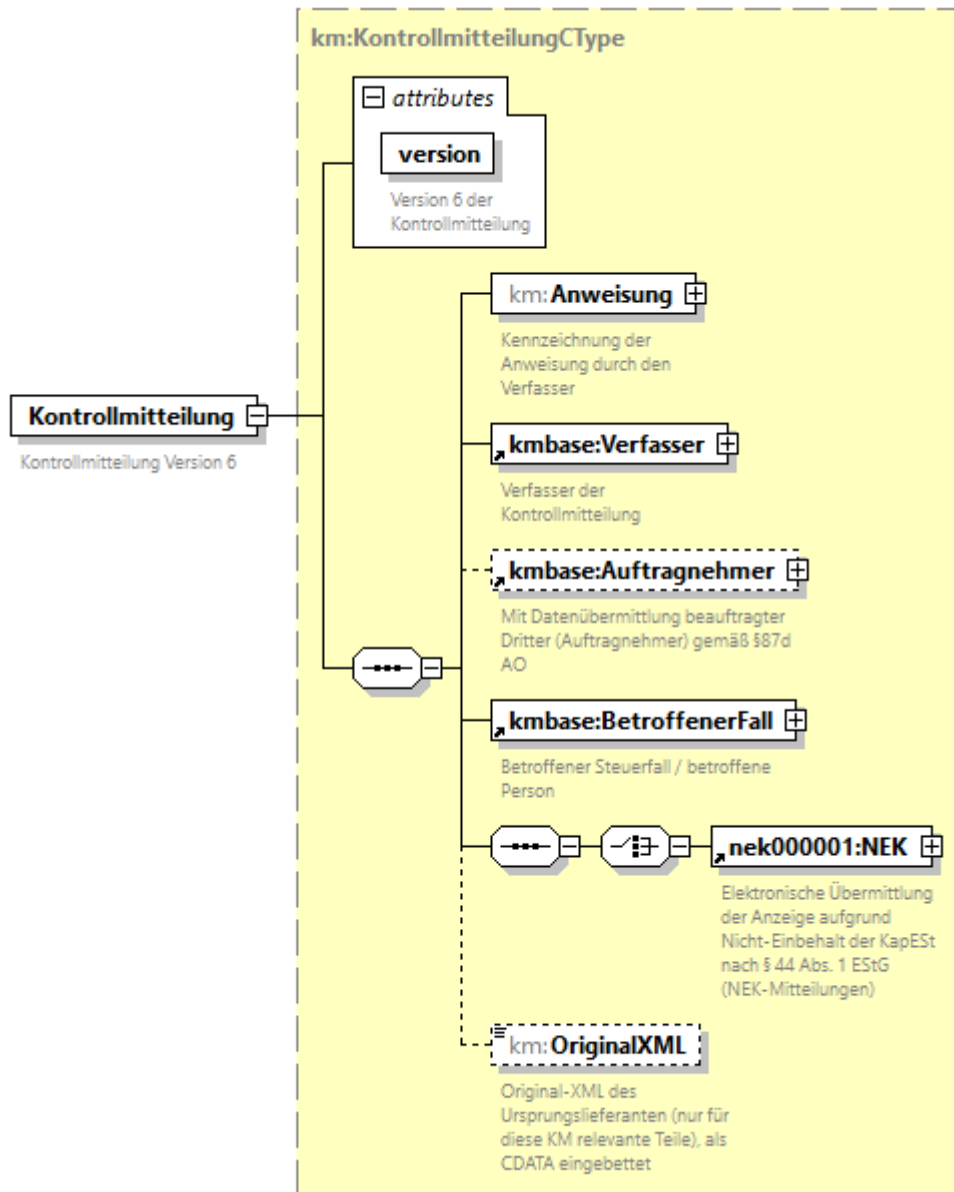 km:KontrollmitteilungCType
attributes
version
Version 6 der
Kontrollmitteilung
km:Anweisung
Kennzeichnung der
Anweisung durch den
Verfasser
Kontrollmitteilung
Kontrollmitteilung Version 6
kmbase:Verfasser
Verfasser der
Kontrollmitteilung
kmbase:Auftragnehmer
Mit Datenübermittlung beauftragter
Dritter (Auftragnehmer) gemäß §87d
AO
kmbase:BetroffenerFall
Betroffener Steuerfall / betroffene
Person
nek000001:NEK
Elektronische Übermittlung
der Anzeige aufgrund
Nicht-Einbehalt der KapESt
nach § 44 Abs. 1 EStG
(NEK-Mitteilungen)
km:OriginalXML
Original-XML des
Ursprungslieferanten (nur für
diese KM relevante Teile), als
CDATA eingebettet